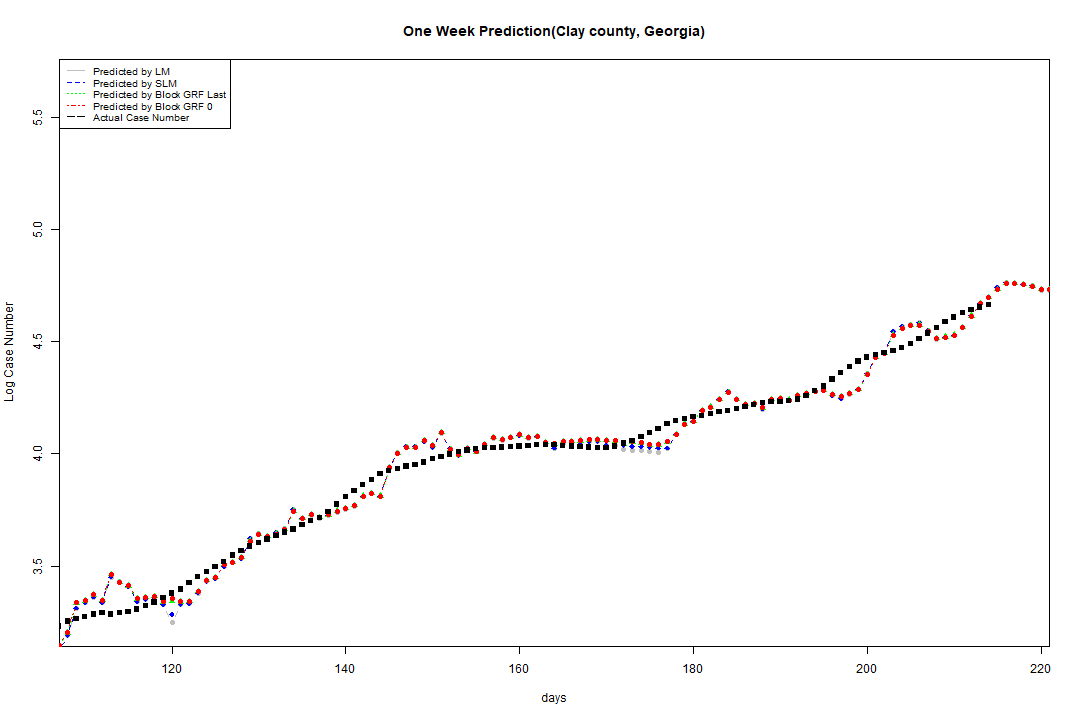 One Week Prediction(Clay county, Georgia)
Predicted by LM
Predicted by SLM
Predicted by Block GRF Last
Predicted by Block GRF 0
Actual Case Number
5.5
5.0
4.5
4.0
3.5
Log Case Number
120 140 160 180 200 220
days